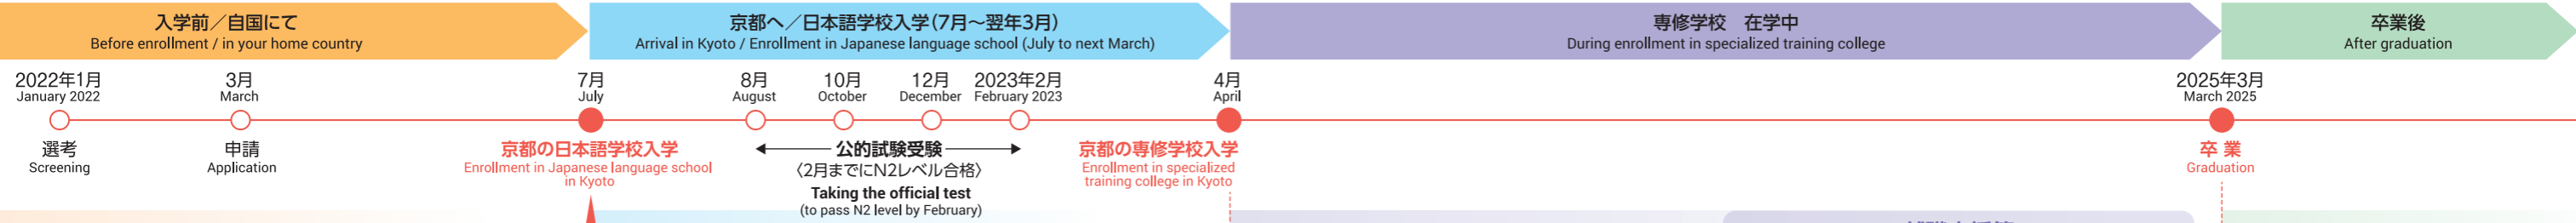 入学前／自国にて
Before enrollment / in your home country
京都へ／日本語学校入学（7月～翌年3月）
Arrival in Kyoto / Enrollment in Japanese language school (July to next March)
専修学校　在学中
During enrollment in specialized training college
卒業後
After graduation
2022年1月
January 2022
3月
March
7月
July
8月
August
10月
October
12月
December
2023年2月
February 2023
4月
April
2025年3月
March 2025
選考
Screening
申請
Application
京都の日本語学校入学
Enrollment in Japanese language school
in Kyoto
公的試験受験
〈2月までにN2レベル合格〉
Taking the official test
(to pass N2 level by February)
京都の専修学校入学
Enrollment in specialized
training college in Kyoto
卒 業
Graduation